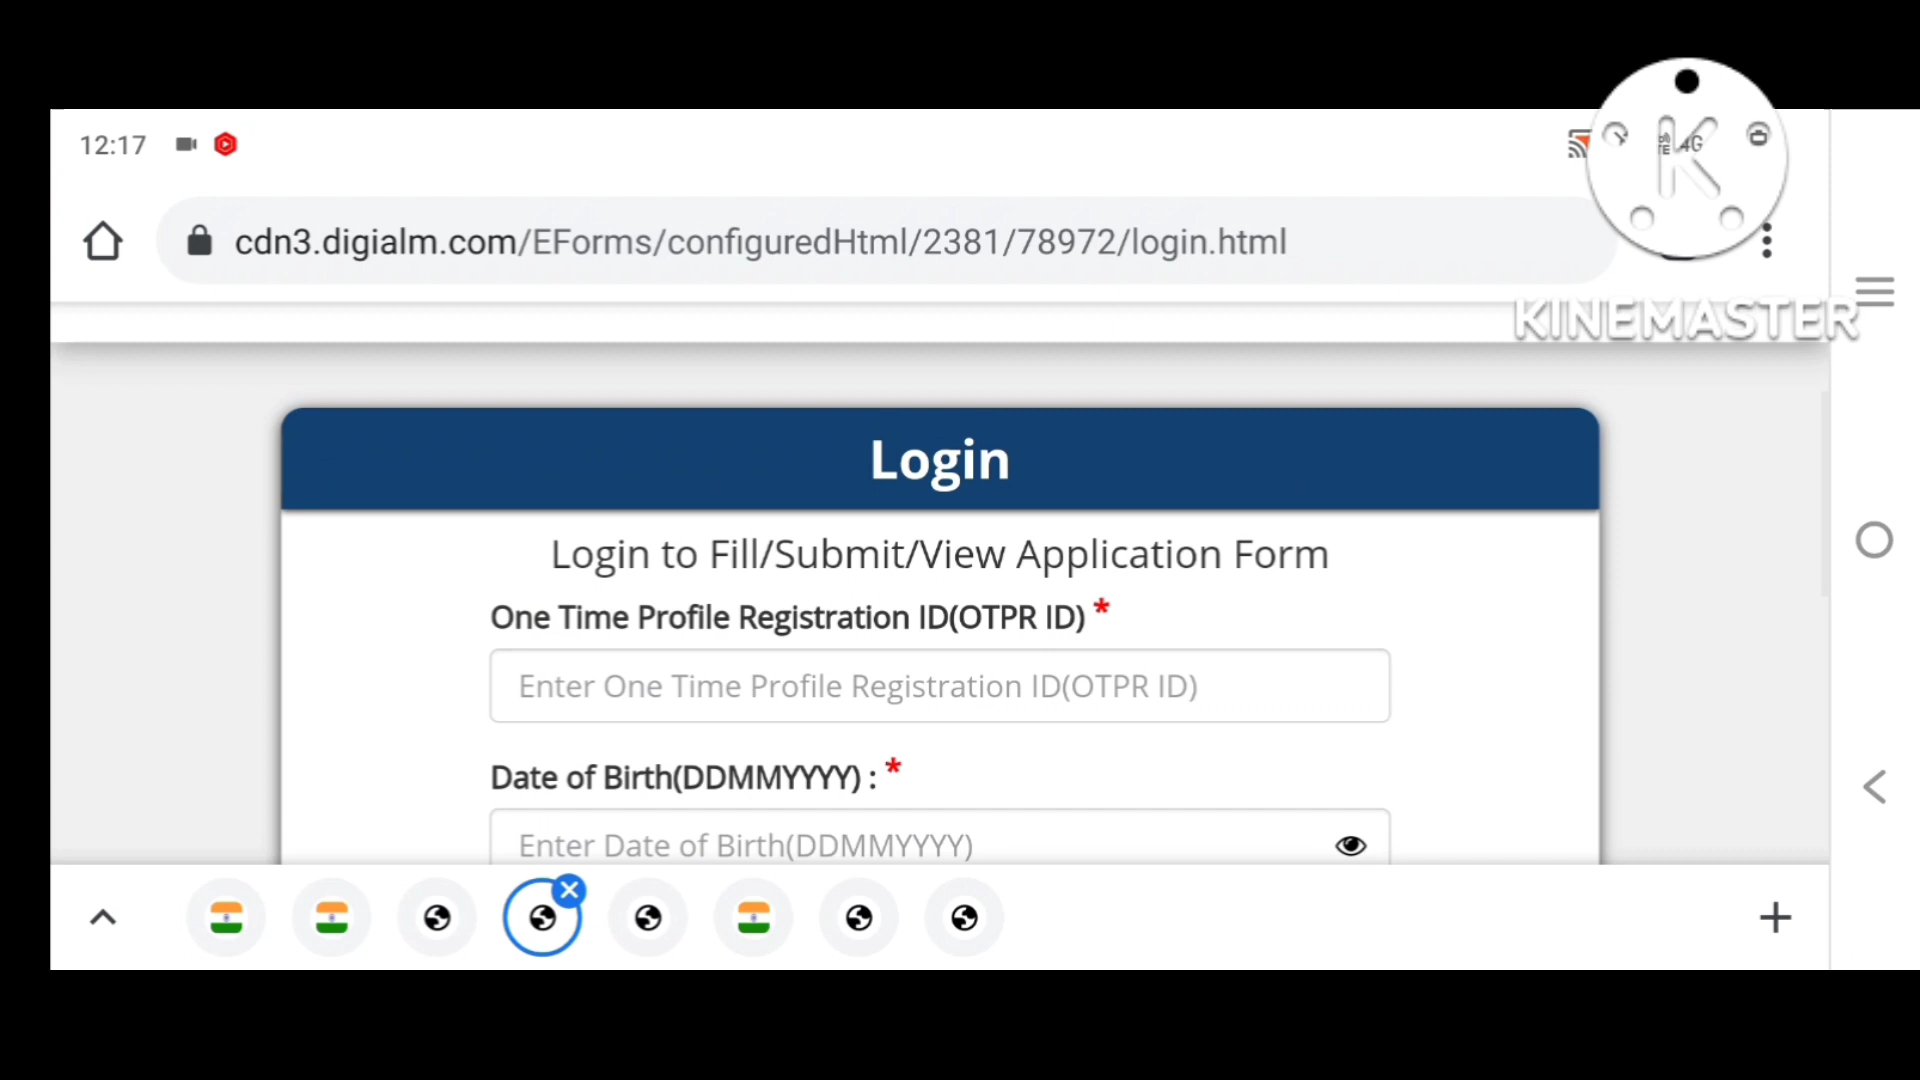 12:17
4G
cdn3.digialm.com/EForms/configuredHtml/2381/78972/login.html
KINEMASTER
Login
Login to Fill/Submit/View Application Form
One Time Profile Registration ID(OTPR ID) *
Enter One Time Profile Registration ID(OTPR ID)
Date of Birth(DDMMYYYY) : *
Enter Date of Birth(DDMMYYYY)